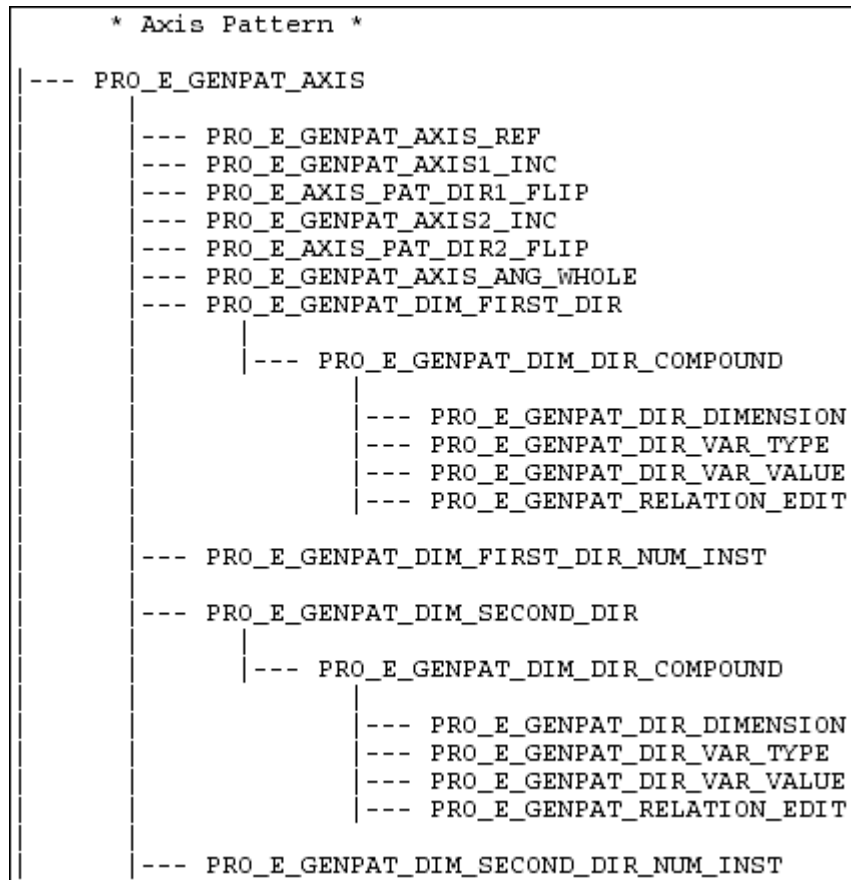 * Axis Pattern *
|--- PRO_E_GENPAT_AXIS
|--- PRO_E_GENPAT_AXIS_REF
|--- PRO_E_GENPAT_AXIS1_INC
|--- PRO_E_AXIS_PAT_DIR1_FLIP
|--- PRO_E_GENPAT_AXIS2_INC
|--- PRO_E_AXIS_PAT_DIR2_FLIP
|--- PRO_E_GENPAT_AXIS_ANG_WHOLE
|--- PRO_E_GENPAT_DIM_FIRST_DIR
|--- PRO_E_GENPAT_DIM_DIR_COMPOUND
|--- PRO_E_GENPAT_DIR_DIMENSION
|--- PRO_E_GENPAT_DIR_VAR_TYPE
|--- PRO_E_GENPAT_DIR_VAR_VALUE
|--- PRO_E_GENPAT_RELATION_EDIT
|--- PRO_E_GENPAT_DIM_FIRST_DIR_NUM_INST
|--- PRO_E_GENPAT_DIM_SECOND_DIR
|--- PRO_E_GENPAT_DIM_DIR_COMPOUND
|--- PRO_E_GENPAT_DIR_DIMENSION
|--- PRO_E_GENPAT_DIR_VAR_TYPE
|--- PRO_E_GENPAT_DIR_VAR_VALUE
|--- PRO_E_GENPAT_RELATION_EDIT
|--- PRO_E_GENPAT_DIM_SECOND_DIR_NUM_INST